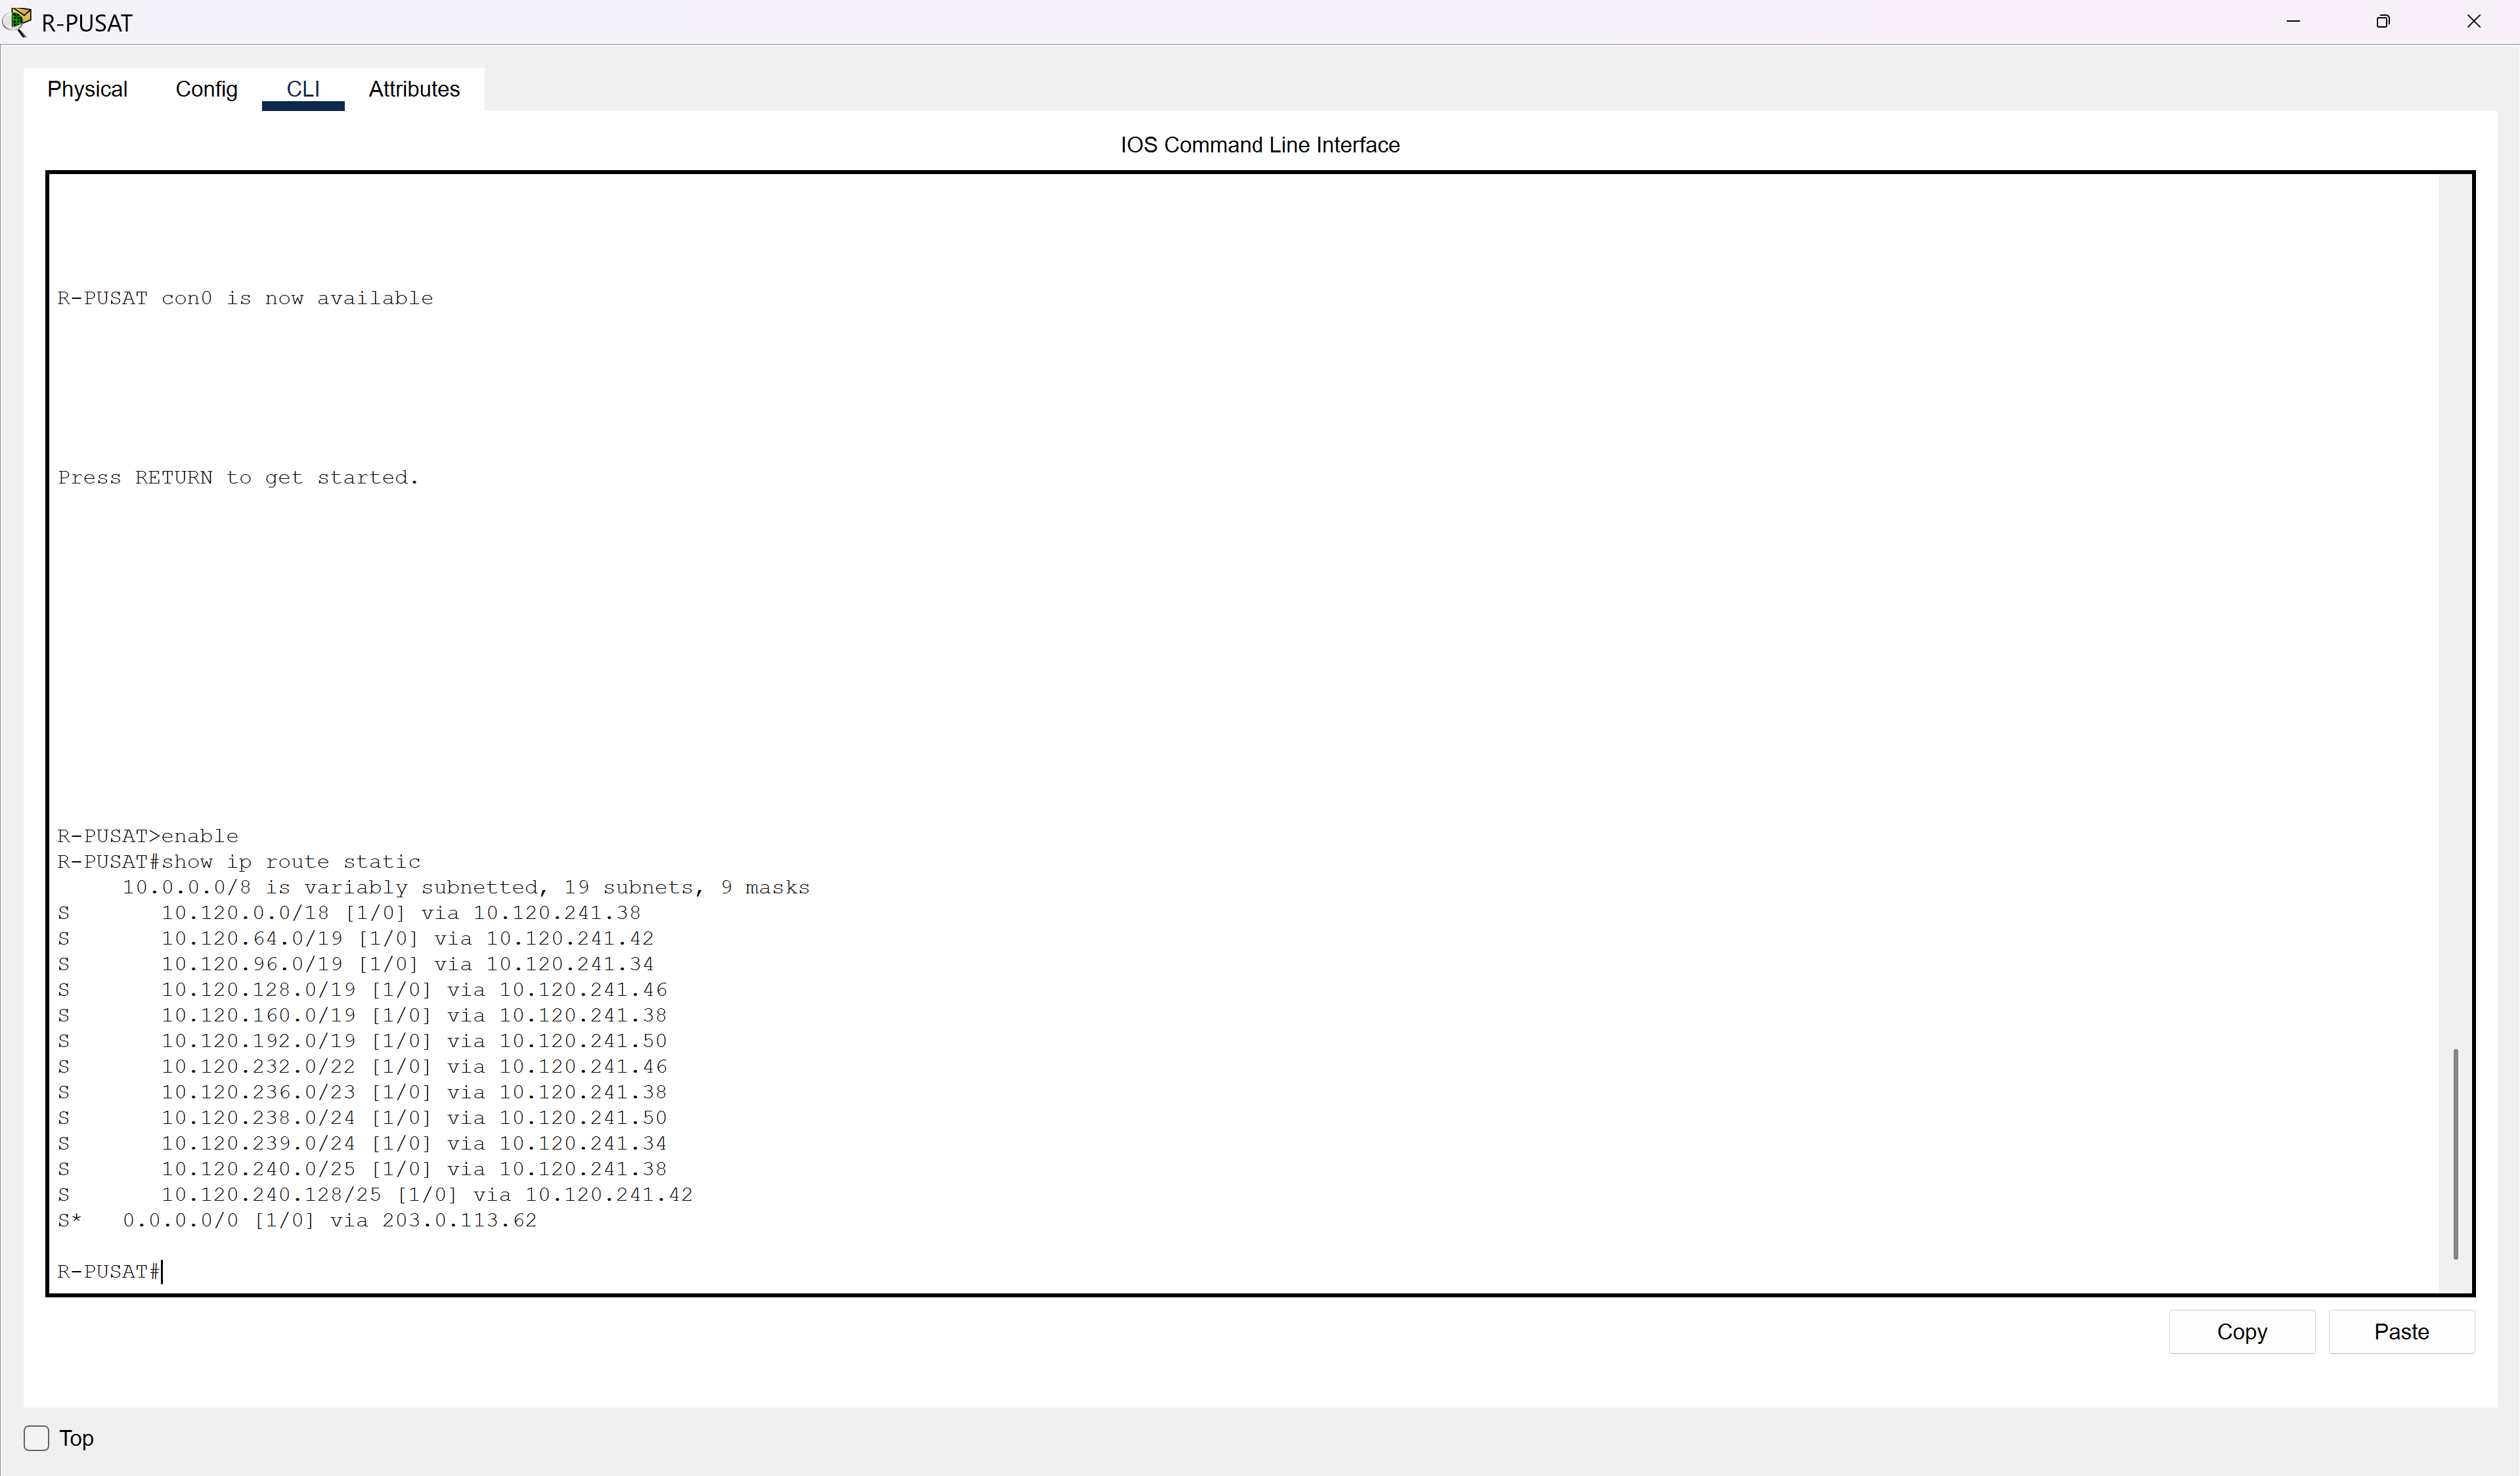 R-PUSAT
Physical Config CLI Attributes
IOS Command Line Interface
R-PUSAT con0 is now available
Press RETURN to get started.
R-PUSAT>enable
R-PUSAT#show ip route static
10.0.0.0/8 is variably subnetted, 19 subnets, 9 masks
S 10.120.0.0/18 [1/0] via 10.120.241.38
S 10.120.64.0/19 [1/0] via 10.120.241.42
S 10.120.96.0/19 [1/0] via 10.120.241.34
S 10.120.128.0/19 [1/0] via 10.120.241.46
S 10.120.160.0/19 [1/0] via 10.120.241.38
S 10.120.192.0/19 [1/0] via 10.120.241.50
S 10.120.232.0/22 [1/0] via 10.120.241.46
S 10.120.236.0/23 [1/0] via 10.120.241.38
S 10.120.238.0/24 [1/0] via 10.120.241.50
S 10.120.239.0/24 [1/0] via 10.120.241.34
S 10.120.240.0/25 [1/0] via 10.120.241.38
S 10.120.240.128/25 [1/0] via 10.120.241.42
S* 0.0.0.0/0 [1/0] via 203.0.113.62
R-PUSAT#
Copy Paste
Top